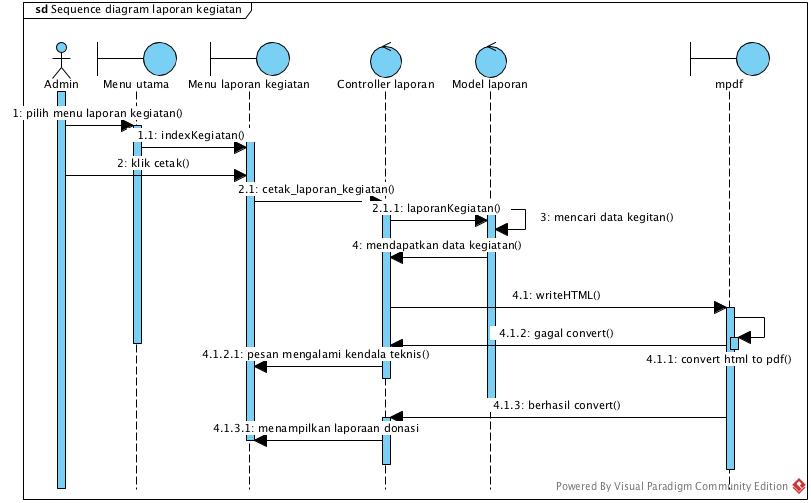 sd Sequence diagram laporan kegiatan
Admin
Menu utama
Menu laporan kegiatan
Controller laporan
Model laporan
mpdf
1: pilih menu laporan kegiatan()
1.1: indexKegiatan()
2: klik cetak()
2.1: cetak_laporan_kegiatan()
2.1.1: laporanKegiatan()
3: mencari data kegitan()
4: mendapatkan data kegiatan()
4.1: writeHTML()
4.1.2: gagal convert()
4.1.2.1: pesan mengalami kendala teknis()
4.1.1: convert html to pdf()
4.1.3: berhasil convert()
4.1.3.1: menampilkan laporaan donasi
Powered By Visual Paradigm Community Edition